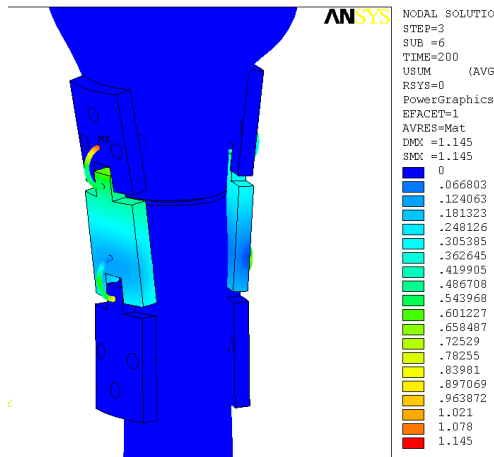 ANSYS
NODAL SOLUTIO
STEP=3
SUB =6
TIME=200
USUM (AVG
RSYS=0
PowerGraphics
EFACET=1
AVRES=Mat
DMX =1.145
SMX =1.145
0
.066803
.124063
.181323
.248126
.305385
.362645
.419905
.486708
.543968
.601227
.658487
.72529
.78255
.83981
.897069
.963872
1.021
1.078
1.145
MX